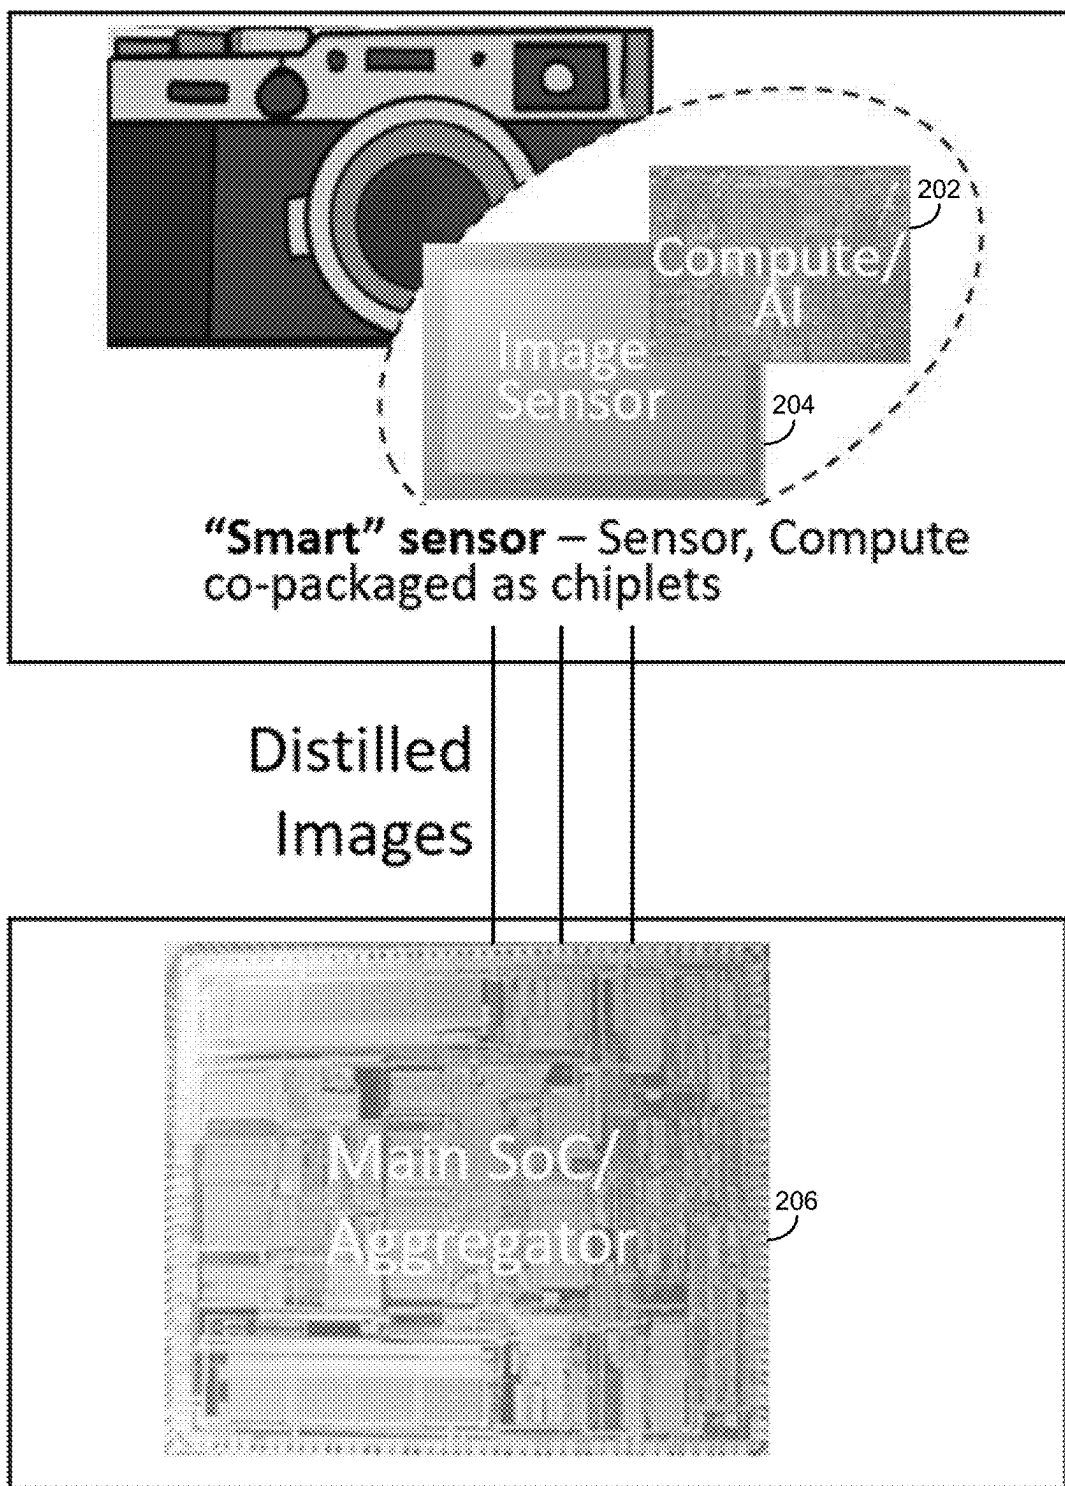 202
Compute/
AI
Image
Sensor
204
“Smart” sensor – Sensor, Compute
co-packaged as chiplets
Distilled
Images
Main SoC/
Aggregator
206